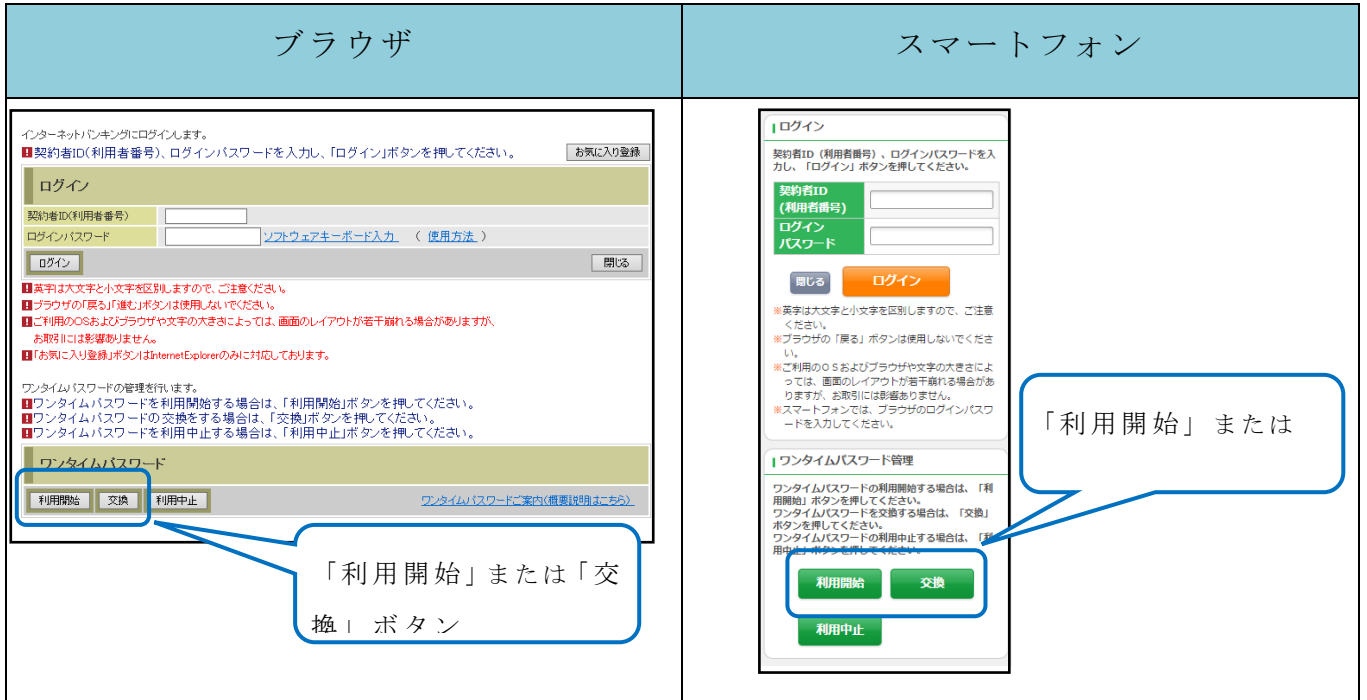 ブラウザ
スマートフォン
インターネットバンキングにログインします。
契約者ID(利用者番号)、ログインパスワードを入力し、「ログイン」ボタンを押してください。
お気に入り登録
ログイン
契約者ID(利用者番号)
ログインパスワード
ソフトウェアキーボード入力 ( 使用方法 )
ログイン
閉じる
英字は大文字と小文字を区別しますので、ご注意ください。
ブラウザの「戻る」「進む」ボタンは使用しないでください。
ご利用のOSおよびブラウザや文字の大きさによっては、画面のレイアウトが若干崩れる場合がありますが、
お取引には影響ありません。
「お気に入り登録」ボタンはInternetExplorerのみに対応しております。
ワンタイムパスワードの管理を行います。
ワンタイムパスワードを利用開始する場合は、「利用開始」ボタンを押してください。
ワンタイムパスワードの交換をする場合は、「交換」ボタンを押してください。
ワンタイムパスワードを利用中止する場合は、「利用中止」ボタンを押してください。
ワンタイムパスワード
利用開始
交換
利用中止
ワンタイムパスワードご案内(概要説明はこちら)
「利用開始」または「交
換」ボタン
ログイン
契約者ID（利用者番号）、ログインパスワードを入
力し、「ログイン」ボタンを押してください。
契約者ID
(利用者番号)
ログイン
パスワード
閉じる
ログイン
※英字は大文字と小文字を区別しますので、ご注意
ください。
※ブラウザの「戻る」ボタンは使用しないでくださ
い。
※ご利用のＯＳおよびブラウザや文字の大きさによ
っては、画面のレイアウトが若干崩れる場合があ
りますが、お取引には影響ありません。
※スマートフォンでは、ブラウザのログインパスワ
ードを入力してください。
ワンタイムパスワード管理
ワンタイムパスワードの利用開始する場合は、「利
用開始」ボタンを押してください。
ワンタイムパスワードを交換する場合は、「交換」
ボタンを押してください。
ワンタイムパスワードの利用中止する場合は、「利
用中止」ボタンを押してください。
利用開始
交換
利用中止
「利用開始」または